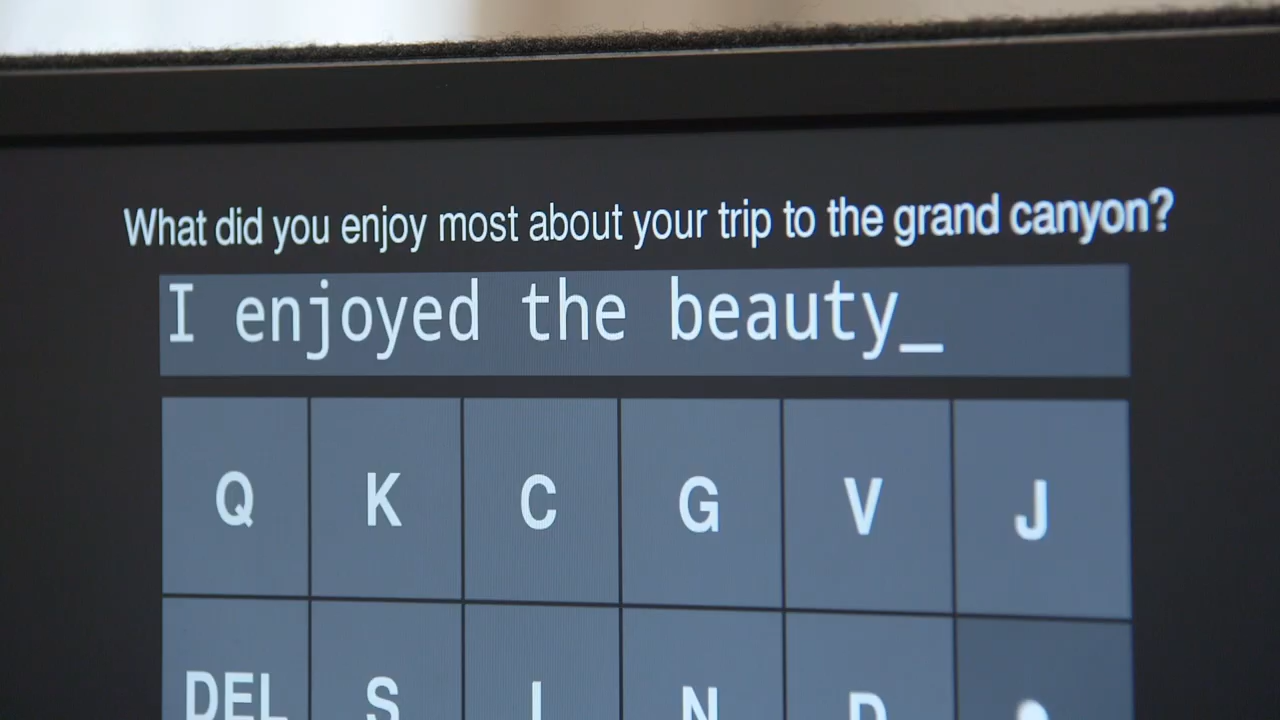 What did you enjoy most about your trip to the grand canyon?
I enjoyed the beauty_
Q K C G V J
DEL S I N D